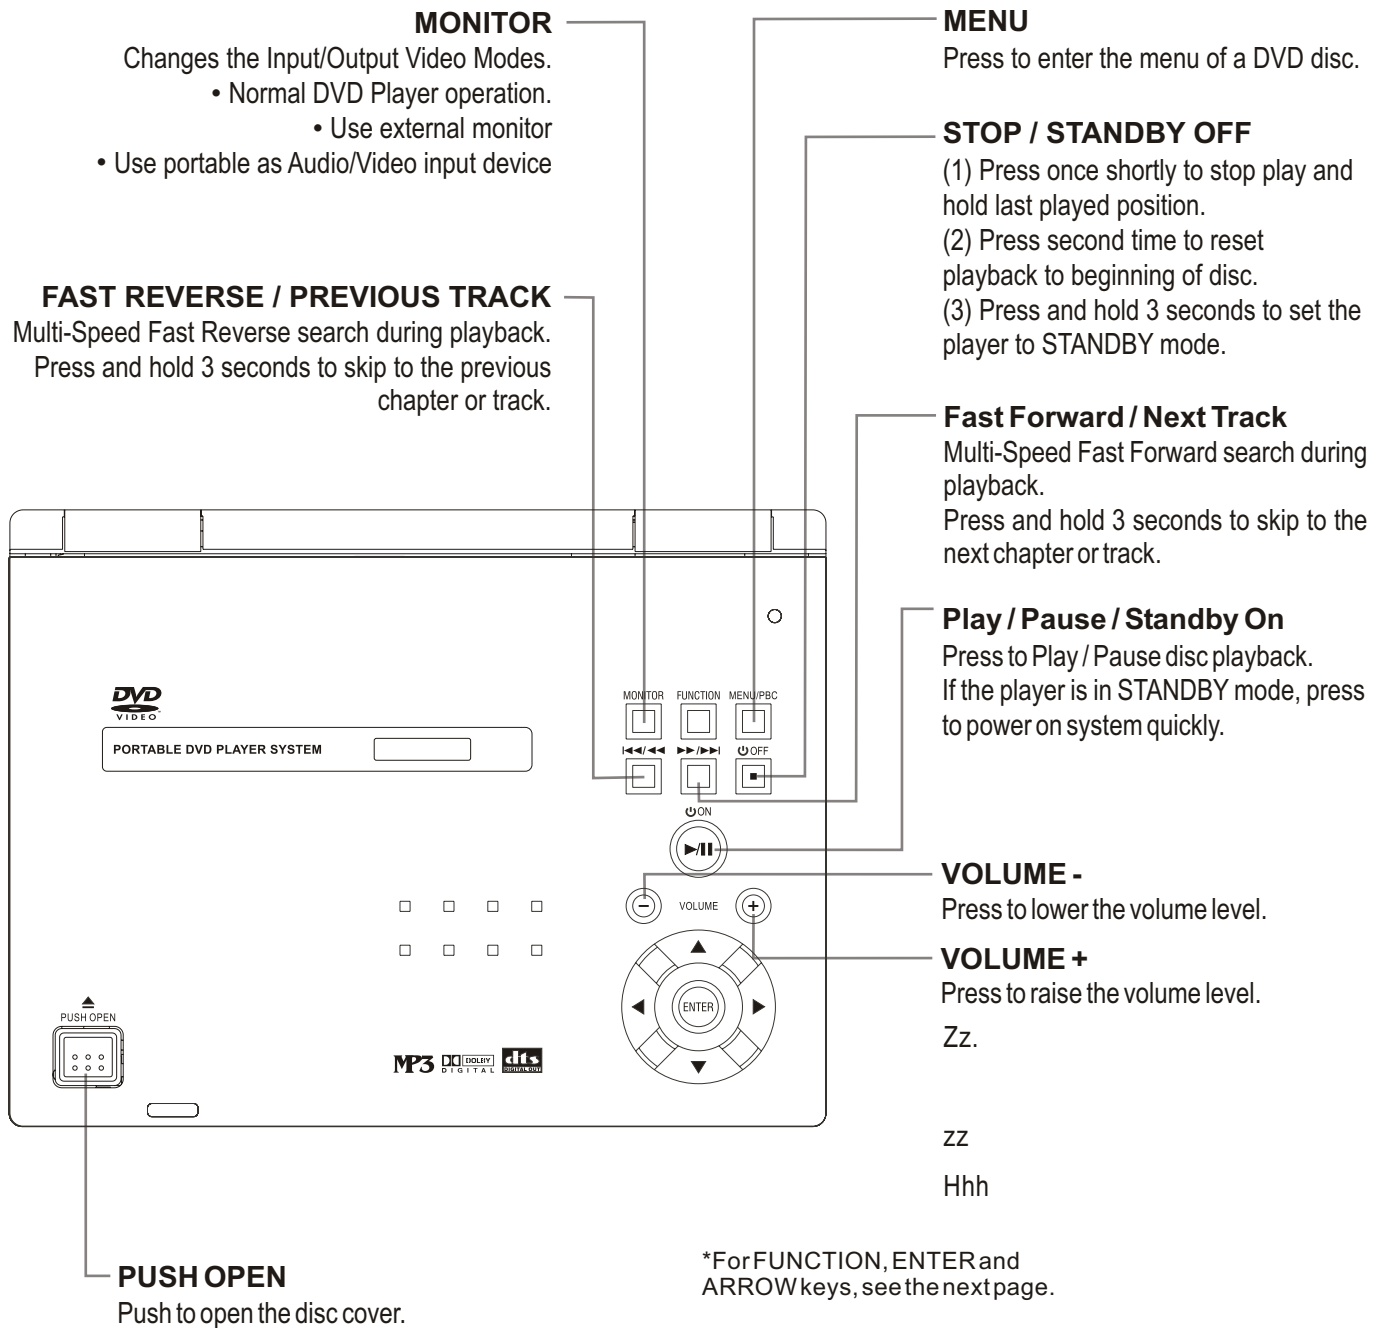 MONITOR
Changes the Input/Output Video Modes.
• Normal DVD Player operation.
• Use external monitor
• Use portable as Audio/Video input device
FAST REVERSE / PREVIOUS TRACK
Multi-Speed Fast Reverse search during playback.
Press and hold 3 seconds to skip to the previous
chapter or track.
MENU
Press to enter the menu of a DVD disc.
STOP / STANDBY OFF
(1) Press once shortly to stop play and
hold last played position.
(2) Press second time to reset
playback to beginning of disc.
(3) Press and hold 3 seconds to set the
player to STANDBY mode.
Fast Forward / Next Track
Multi-Speed Fast Forward search during
playback.
Press and hold 3 seconds to skip to the
next chapter or track.
Play / Pause / Standby On
Press to Play / Pause disc playback.
If the player is in STANDBY mode, press
to power on system quickly.
VOLUME -
Press to lower the volume level.
VOLUME +
Press to raise the volume level.
Zz.
zz
Hhh
DVD
VIDEO
PORTABLE DVD PLAYER SYSTEM
MONITOR FUNCTION MENU/PBC
⏮◀◀/◀◀ ▶▶/▶▶⏭ ⏻ OFF
⏻ ON
▶/❚❚
− VOLUME +
ENTER
PUSH OPEN
MP3 DOLBY DIGITAL dts DIGITAL OUT
PUSH OPEN
Push to open the disc cover.
*For FUNCTION, ENTER and
ARROW keys, see the next page.